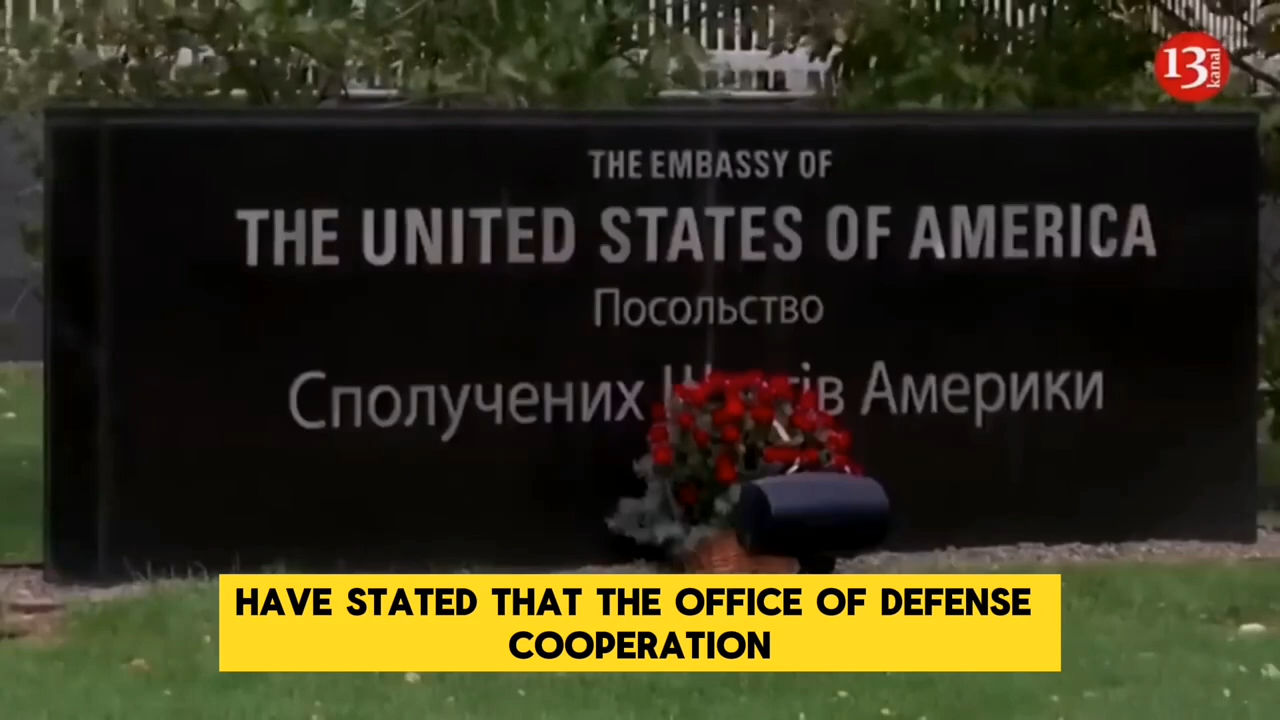 13 kanal
THE EMBASSY OF
THE UNITED STATES OF AMERICA
Посольство
Сполучених Америки
HAVE STATED THAT THE OFFICE OF DEFENSE
COOPERATION